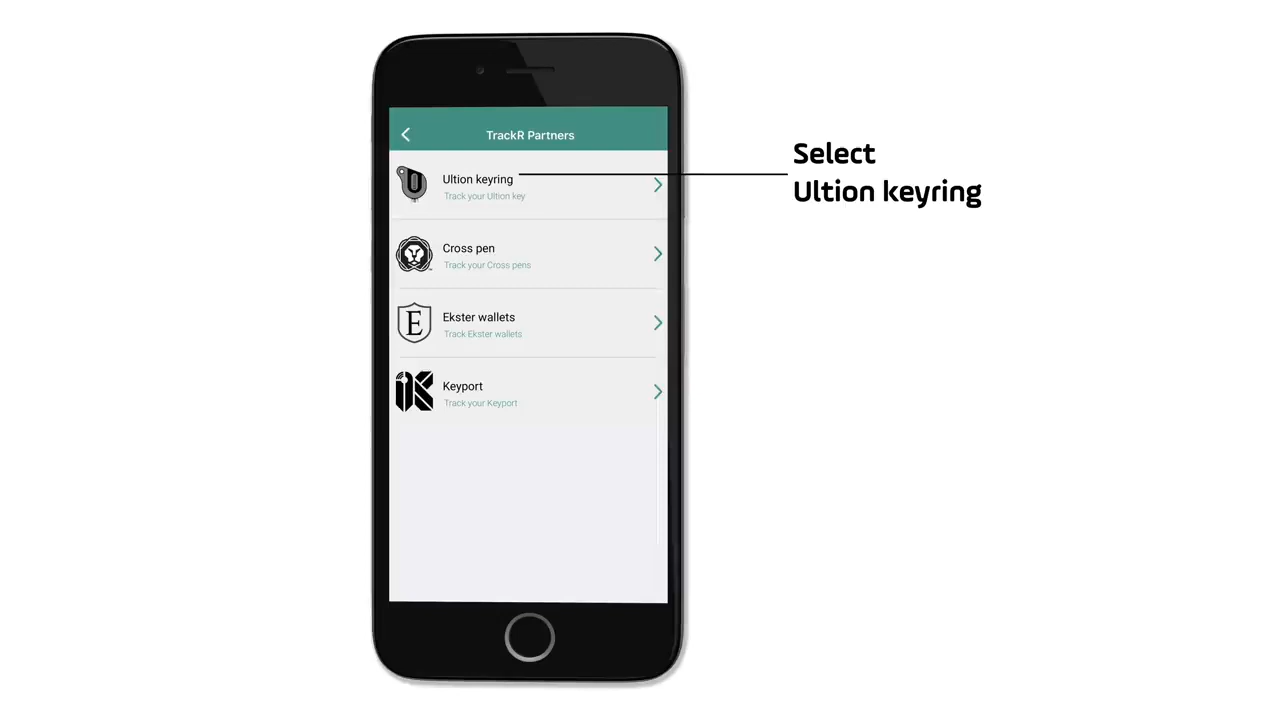 TrackR Partners
Ultion keyring
Track your Ultion key
Cross pen
Track your Cross pens
Ekster wallets
Track Ekster wallets
Keyport
Track your Keyport
Select
Ultion keyring